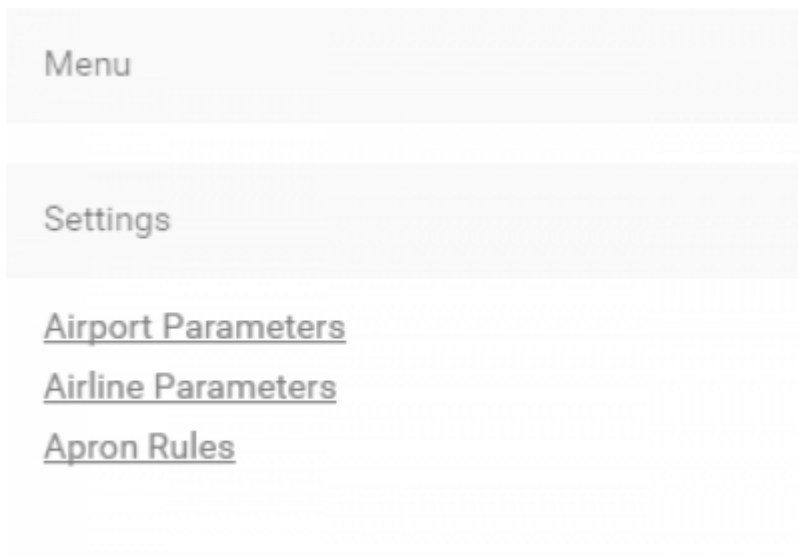 Menu
Settings
Airport Parameters
Airline Parameters
Apron Rules